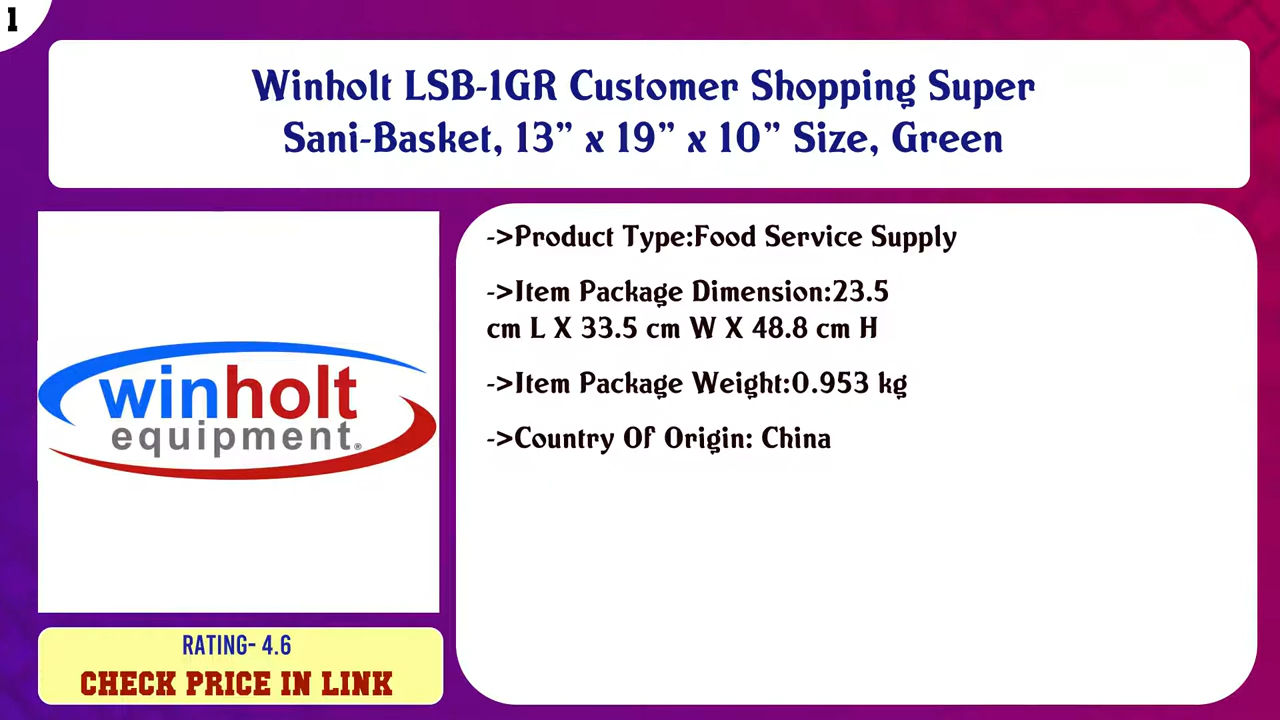 1
Winholt LSB-1GR Customer Shopping Super
Sani-Basket, 13” x 19” x 10” Size, Green
->Product Type:Food Service Supply
->Item Package Dimension:23.5
cm L X 33.5 cm W X 48.8 cm H
->Item Package Weight:0.953 kg
->Country Of Origin: China
winholt
equipment®
RATING- 4.6
CHECK PRICE IN LINK